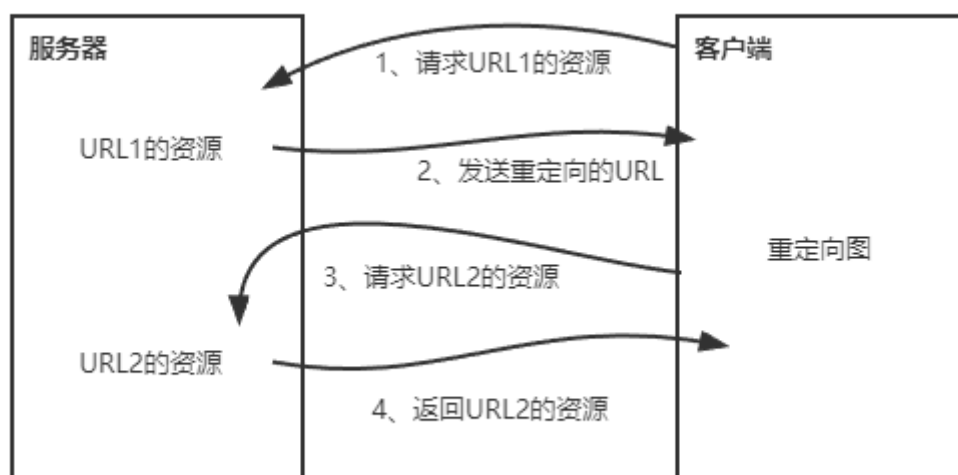 服务器
客户端
1、请求URL1的资源
URL1的资源
2、发送重定向的URL
重定向图
3、请求URL2的资源
URL2的资源
4、返回URL2的资源